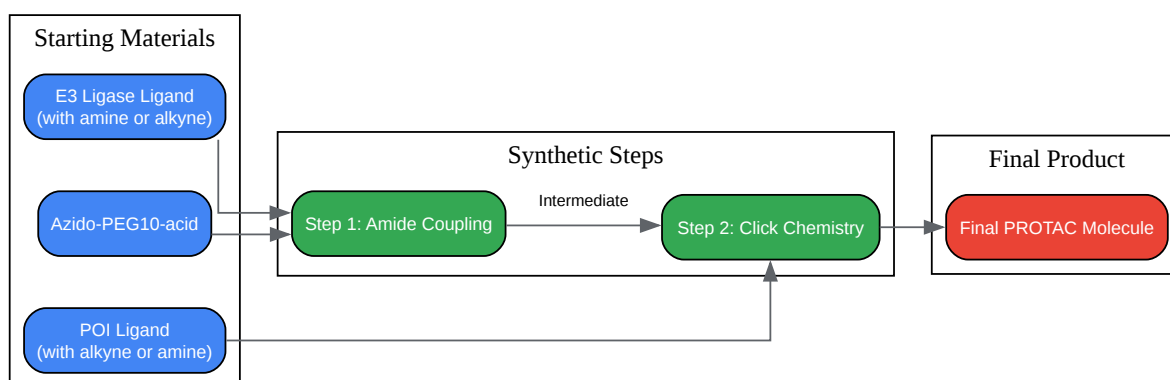 Starting Materials
E3 Ligase Ligand
(with amine or alkyne)
Azido-PEG10-acid
POI Ligand
(with alkyne or amine)
Synthetic Steps
Step 1: Amide Coupling
Intermediate
Step 2: Click Chemistry
Final Product
Final PROTAC Molecule